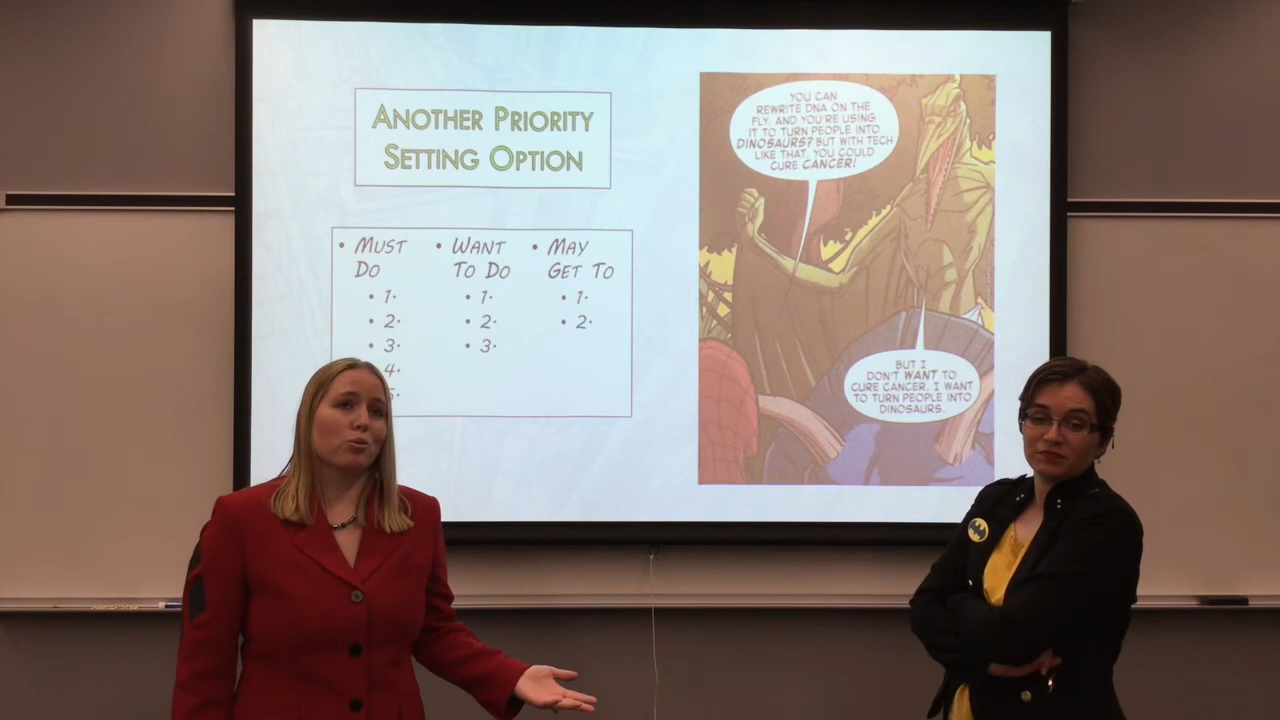 ANOTHER PRIORITY
SETTING OPTION
• MUST
DO
• 1.
• 2.
• 3.
4.
• WANT
TO DO
• 1.
• 2.
• 3.
• MAY
GET TO
• 1.
• 2.
YOU CAN
REWRITE DNA ON THE
FLY, AND YOU'RE USING
IT TO TURN PEOPLE INTO
DINOSAURS? BUT WITH TECH
LIKE THAT, YOU COULD
CURE CANCER!
BUT I
DON'T WANT TO
CURE CANCER. I WANT
TO TURN PEOPLE INTO
DINOSAURS.